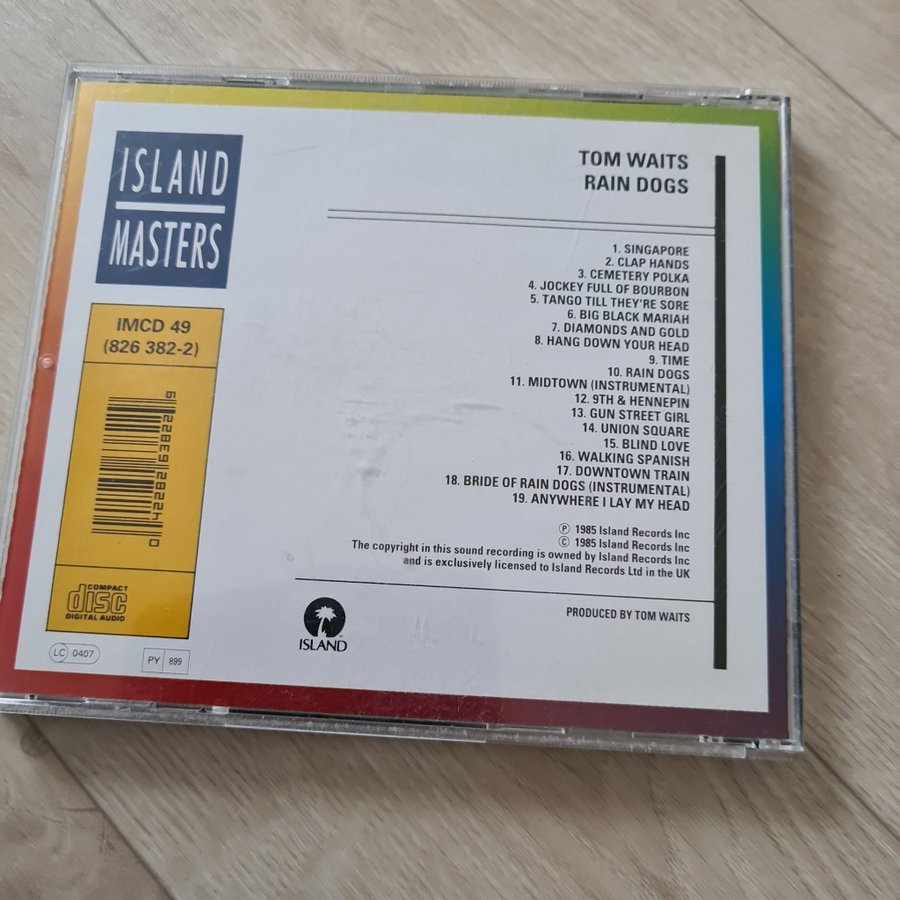 ISLAND
MASTERS
IMCD 49
(826 382-2)
COMPACT
disc
DIGITAL AUDIO
LC 0407
PY 899
TOM WAITS
RAIN DOGS
1. SINGAPORE
2. CLAP HANDS
3. CEMETERY POLKA
4. JOCKEY FULL OF BOURBON
5. TANGO TILL THEY'RE SORE
6. BIG BLACK MARIAH
7. DIAMONDS AND GOLD
8. HANG DOWN YOUR HEAD
9. TIME
10. RAIN DOGS
11. MIDTOWN (INSTRUMENTAL)
12. 9TH & HENNEPIN
13. GUN STREET GIRL
14. UNION SQUARE
15. BLIND LOVE
16. WALKING SPANISH
17. DOWNTOWN TRAIN
18. BRIDE OF RAIN DOGS (INSTRUMENTAL)
19. ANYWHERE I LAY MY HEAD
Ⓟ 1985 Island Records Inc
© 1985 Island Records Inc
The copyright in this sound recording is owned by Island Records Inc
and is exclusively licensed to Island Records Ltd in the UK
PRODUCED BY TOM WAITS
ISLAND